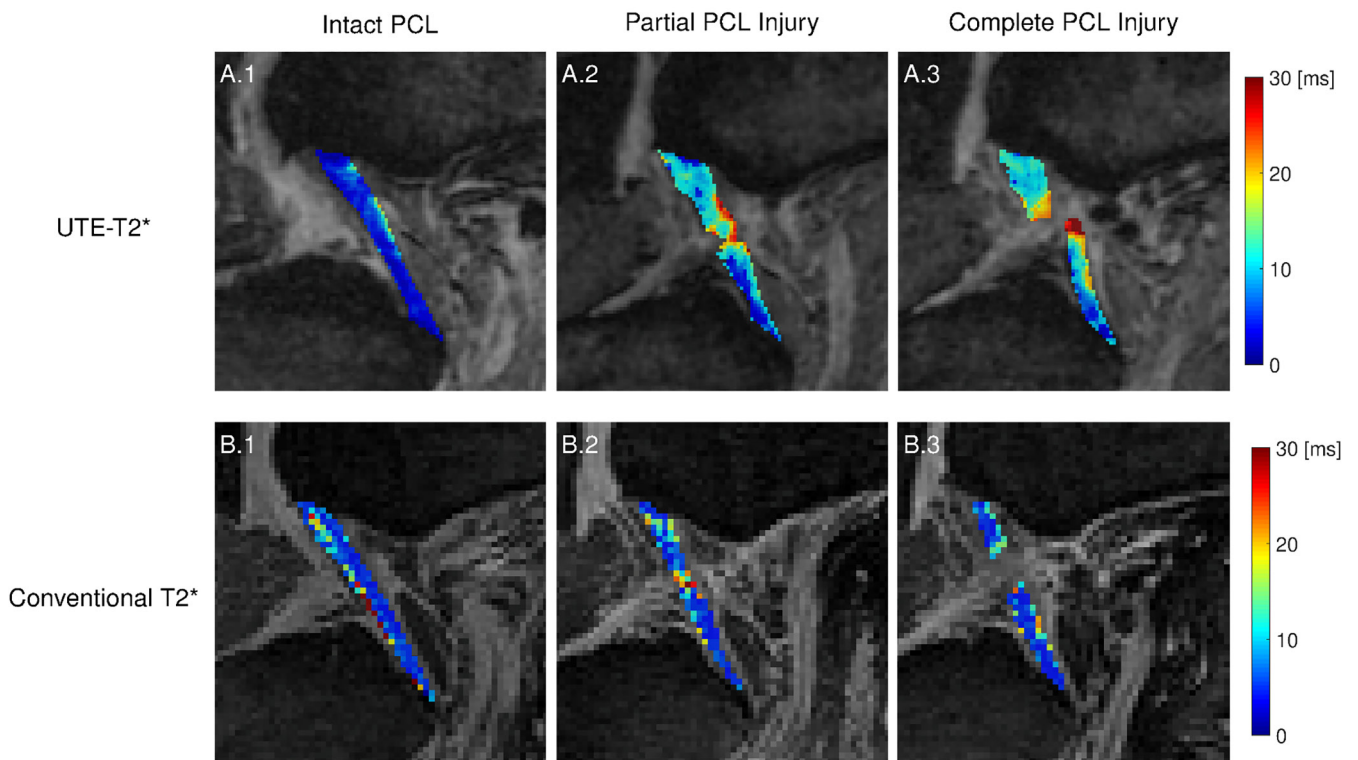 Intact PCL
Partial PCL Injury
Complete PCL Injury
UTE-T2*
A.1
A.2
A.3
30 [ms]
20
10
0
Conventional T2*
B.1
B.2
B.3
30 [ms]
20
10
0